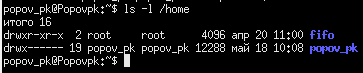 popov_pk@Popovpk:~$ ls -l /home
итого 16
drwxr-xr-x  2 root     root      4096 апр 20 11:00 fifo
drwx------ 19 popov_pk popov_pk 12288 май 18 10:08 popov_pk
popov_pk@Popovpk:~$